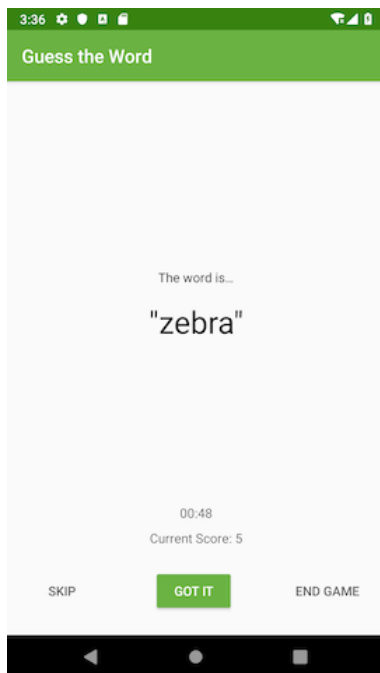 3:36
Guess the Word
The word is...
"zebra"
00:48
Current Score: 5
SKIP GOT IT END GAME